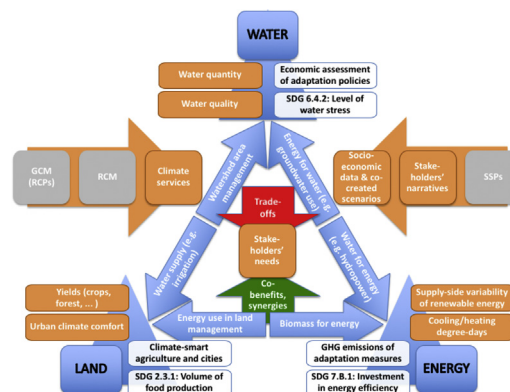 WATER
Water quantity
Economic assessment
of adaptation policies
Water quality
SDG 6.4.2: Level of
water stress
Watershed area
management
Energy for water (e.g.
groundwater use)
GCM
(RCPs)
RCM
Climate
services
Socio-
economic
data & co-
created
scenarios
Stake-
holders’
narratives
SSPs
Trade-
offs
Stake-
holders’
needs
Co-
benefits,
synergies
Water supply (e.g.
irrigation)
Water for energy
(e.g. hydropower)
Yields (crops,
forest, ... )
Urban climate comfort
Energy use in land
management
Biomass for energy
Supply-side variability
of renewable energy
Cooling/heating
degree-days
LAND
Climate-smart
agriculture and cities
SDG 2.3.1: Volume of
food production
GHG emissions of
adaptation measures
SDG 7.B.1: Investment
in energy efficiency
ENERGY